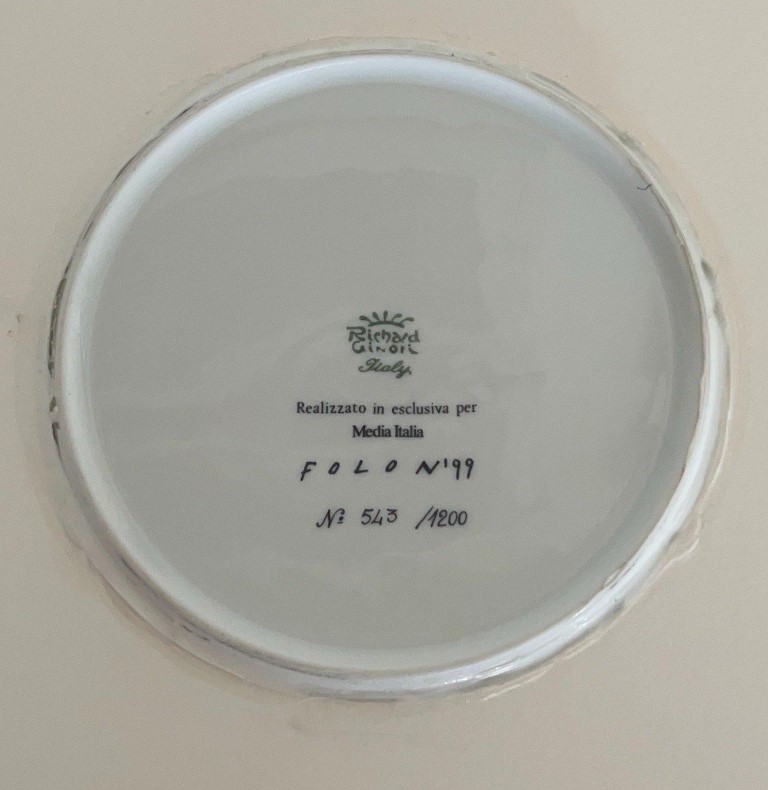 Richard
Ginori
Italy
Realizzato in esclusiva per
Media Italia
FOLON '99
Nº 543 /1200